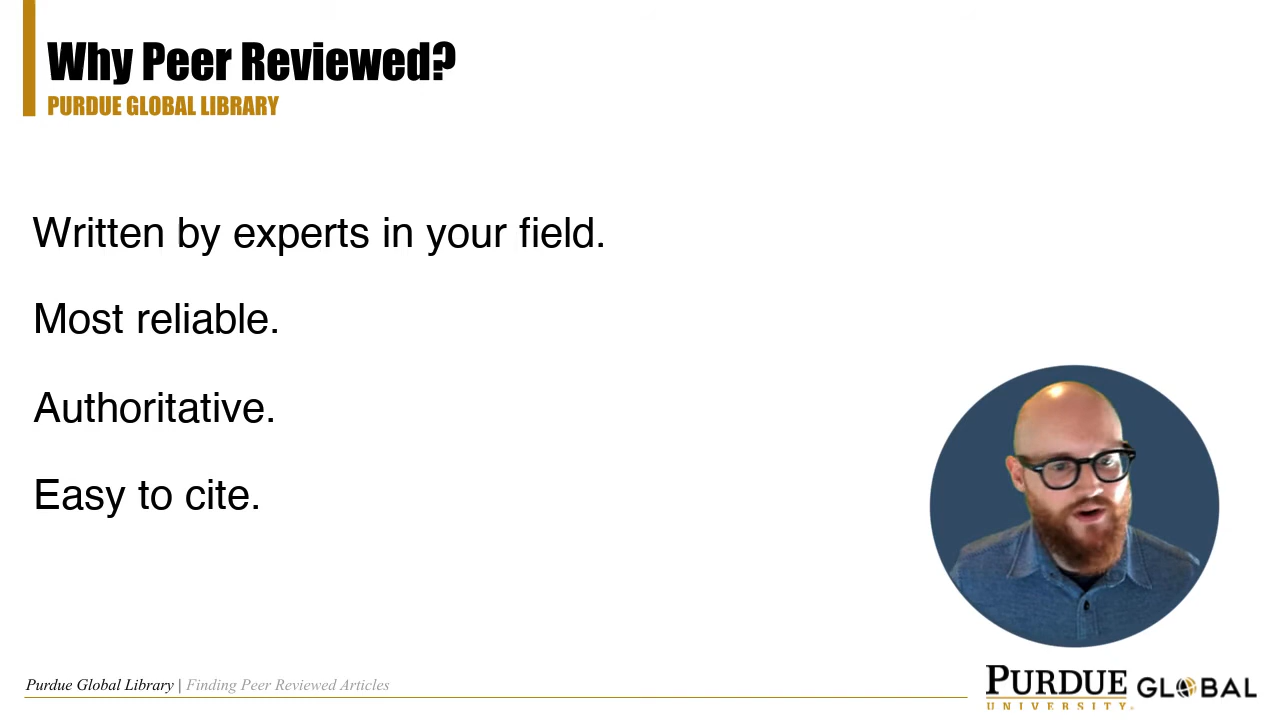 Why Peer Reviewed?
PURDUE GLOBAL LIBRARY
Written by experts in your field.
Most reliable.
Authoritative.
Easy to cite.
Purdue Global Library | Finding Peer Reviewed Articles
PURDUE GLOBAL
UNIVERSITY®